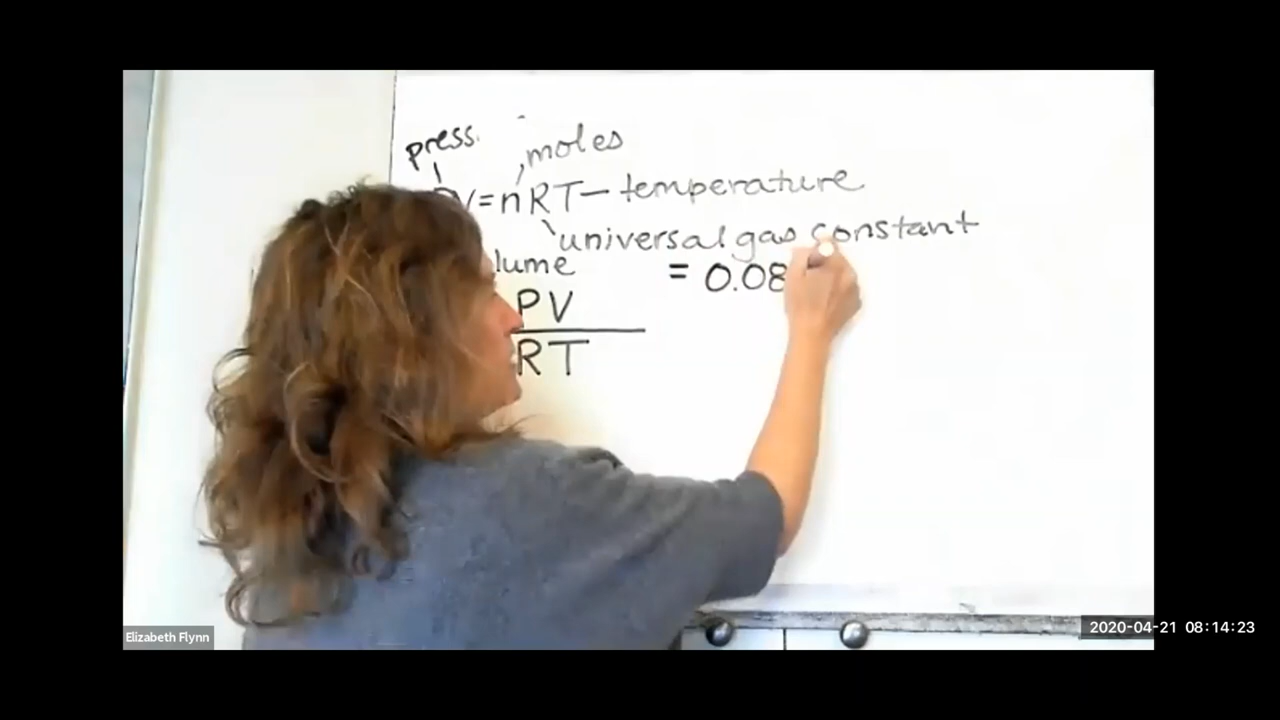 press.
moles
V=nRT— temperature
universal gas constant
lume
= 0.08
PV
RT
Elizabeth Flynn
2020-04-21 08:14:23